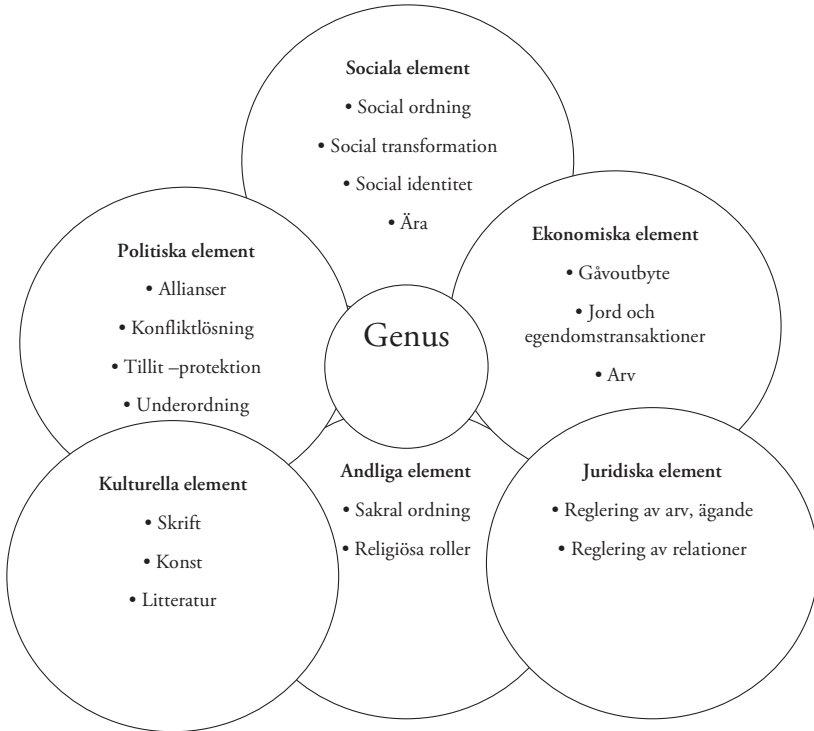 Sociala element
• Social ordning
• Social transformation
• Social identitet
• Ära
Politiska element
• Allianser
• Konfliktlösning
• Tillit –protektion
• Underordning
Ekonomiska element
• Gåvoutbyte
• Jord och
egendomstransaktioner
• Arv
Genus
Kulturella element
• Skrift
• Konst
• Litteratur
Andliga element
• Sakral ordning
• Religiösa roller
Juridiska element
• Reglering av arv, ägande
• Reglering av relationer